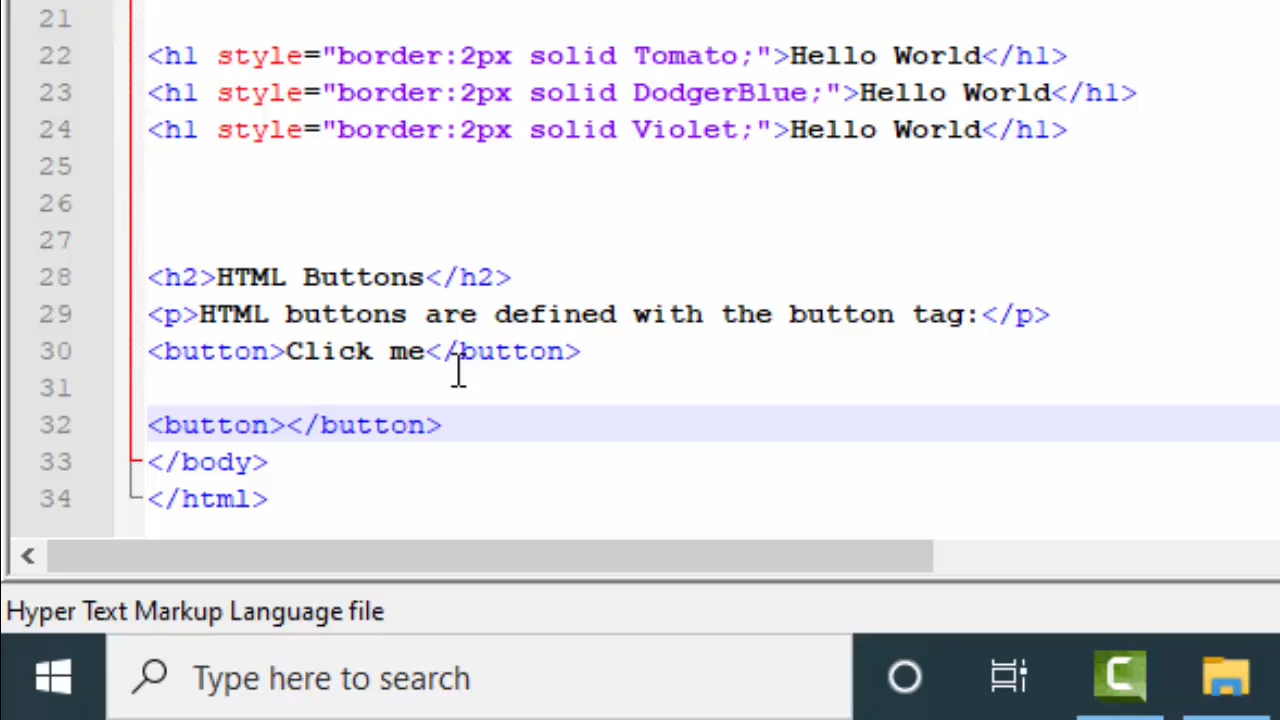 21
22 <h1 style="border:2px solid Tomato;">Hello World</h1>
23 <h1 style="border:2px solid DodgerBlue;">Hello World</h1>
24 <h1 style="border:2px solid Violet;">Hello World</h1>
25
26
27
28 <h2>HTML Buttons</h2>
29 <p>HTML buttons are defined with the button tag:</p>
30 <button>Click me</button>
31
32 <button></button>
33 </body>
34 </html>
Hyper Text Markup Language file
Type here to search